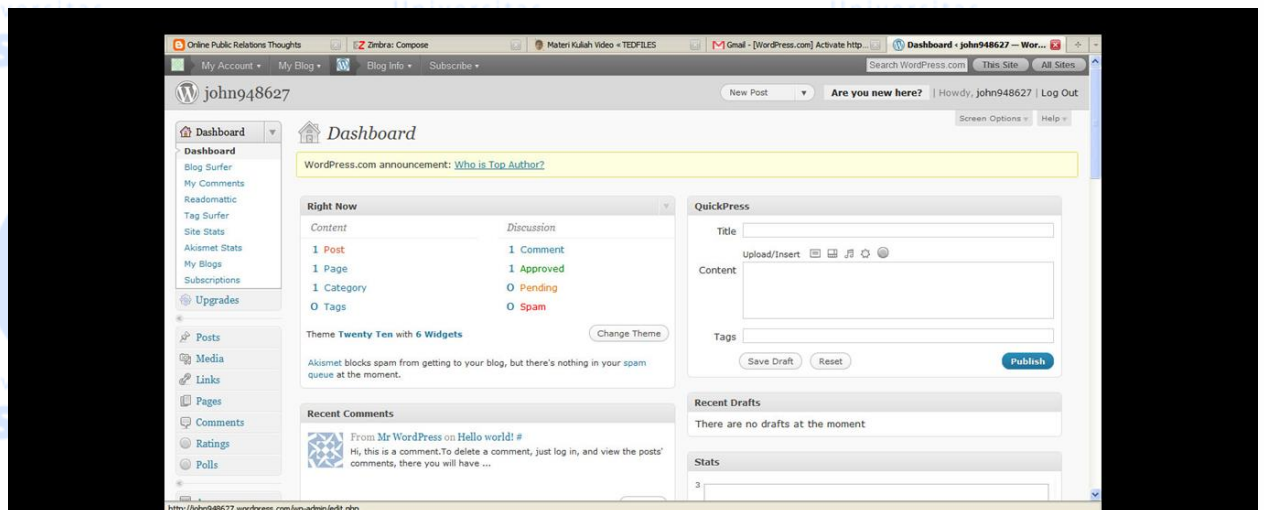 Online Public Relations Thoughts
Zimbra: Compose
Materi Kuliah Video « TEDFILES
Gmail - [WordPress.com] Activate http...
Dashboard ‹ john948627 — Wor...
My Account
My Blog
Blog Info
Subscribe
Search WordPress.com
This Site
All Sites
john948627
New Post
Are you new here? | Howdy, john948627 | Log Out
Screen Options
Help
Dashboard
Dashboard
Blog Surfer
My Comments
Readomattic
Tag Surfer
Site Stats
Akismet Stats
My Blogs
Subscriptions
Upgrades
Posts
Media
Links
Pages
Comments
Ratings
Polls
Dashboard
WordPress.com announcement: Who is Top Author?
Right Now
Content
Discussion
1 Post
1 Comment
1 Page
1 Approved
1 Category
0 Pending
0 Tags
0 Spam
Theme Twenty Ten with 6 Widgets
Change Theme
Akismet blocks spam from getting to your blog, but there's nothing in your spam
queue at the moment.
Recent Comments
From Mr WordPress on Hello world! #
Hi, this is a comment.To delete a comment, just log in, and view the posts'
comments, there you will have ...
QuickPress
Title
Upload/Insert
Content
Tags
Save Draft
Reset
Publish
Recent Drafts
There are no drafts at the moment
Stats
3
http://john948627.wordpress.com/wp-admin/edit.php